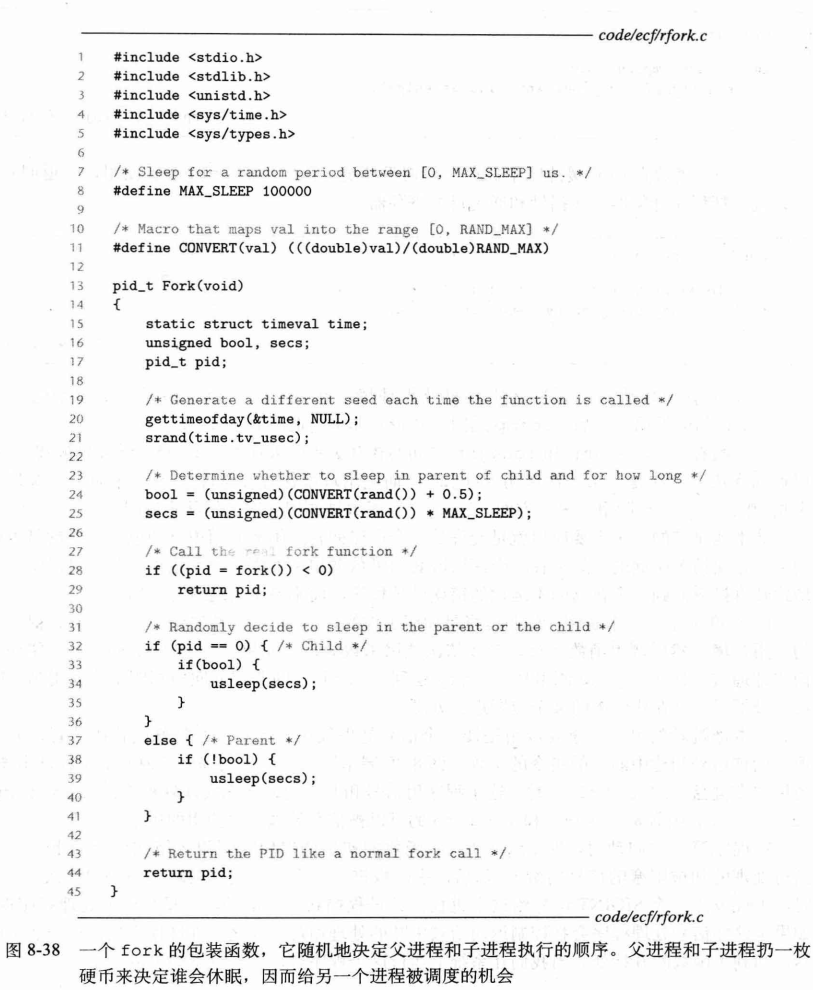 code/ecf/rfork.c
1 #include <stdio.h>
2 #include <stdlib.h>
3 #include <unistd.h>
4 #include <sys/time.h>
5 #include <sys/types.h>
6
7 /* Sleep for a random period between [0, MAX_SLEEP] us. */
8 #define MAX_SLEEP 100000
9
10 /* Macro that maps val into the range [0, RAND_MAX] */
11 #define CONVERT(val) (((double)val)/(double)RAND_MAX)
12
13 pid_t Fork(void)
14 {
15     static struct timeval time;
16     unsigned bool, secs;
17     pid_t pid;
18
19     /* Generate a different seed each time the function is called */
20     gettimeofday(&time, NULL);
21     srand(time.tv_usec);
22
23     /* Determine whether to sleep in parent of child and for how long */
24     bool = (unsigned)(CONVERT(rand()) + 0.5);
25     secs = (unsigned)(CONVERT(rand()) * MAX_SLEEP);
26
27     /* Call the real fork function */
28     if ((pid = fork()) < 0)
29         return pid;
30
31     /* Randomly decide to sleep in the parent or the child */
32     if (pid == 0) { /* Child */
33         if(bool) {
34             usleep(secs);
35         }
36     }
37     else { /* Parent */
38         if (!bool) {
39             usleep(secs);
40         }
41     }
42
43     /* Return the PID like a normal fork call */
44     return pid;
45 }
code/ecf/rfork.c
图 8-38 一个 fork 的包装函数，它随机地决定父进程和子进程执行的顺序。父进程和子进程扔一枚
硬币来决定谁会休眠，因而给另一个进程被调度的机会